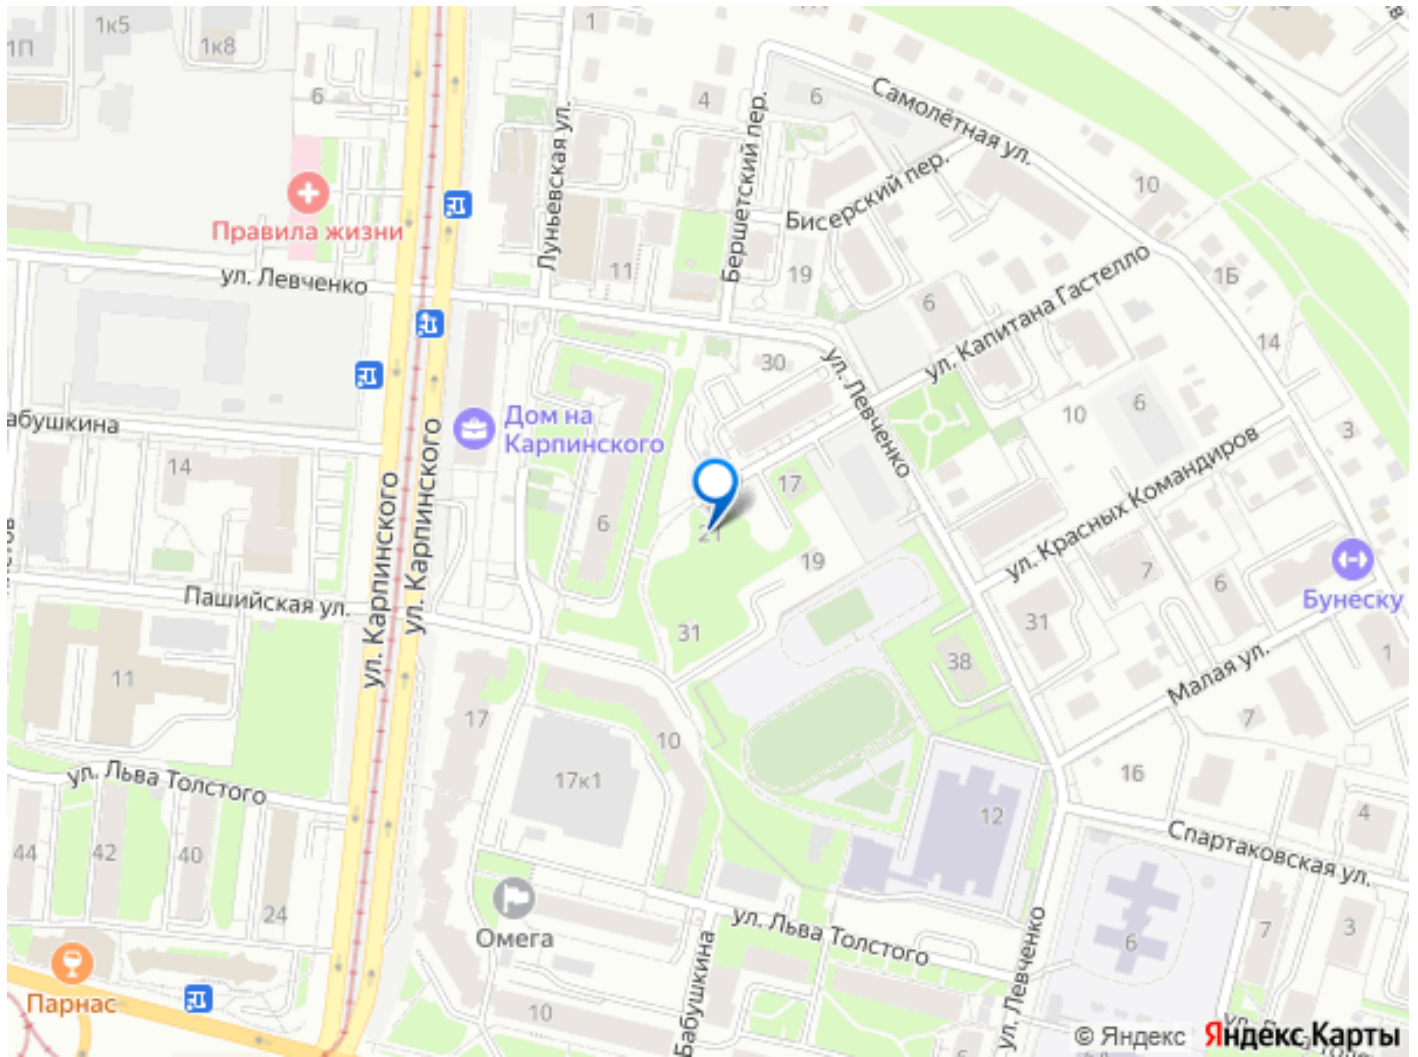 1к5
1П
1к8
1
6
4
6
Самолётная ул.
Луньевская ул.
Бершетский пер.
Бисерский пер.
10
Правила жизни
ул. Левченко
11
19
1Б
6
ул. Капитана Гастелло
14
30
ул. Левченко
Дом на
Карпинского
абушкина
14
10
6
3
ул. Карпинского
ул. Карпинского
17
6
21
ул. Красных Командиров
19
7
6
Бунеску
Пашийская ул.
31
31
38
Малая ул.
1
11
17
10
7
16
ул. Льва Толстого
17к1
12
4
Спартаковская ул.
44
42
40
24
Омега
ул. Льва Толстого
ул. Левченко
6
7
3
Парнас
10
Бабушкина
© Яндекс Яндекс Карты